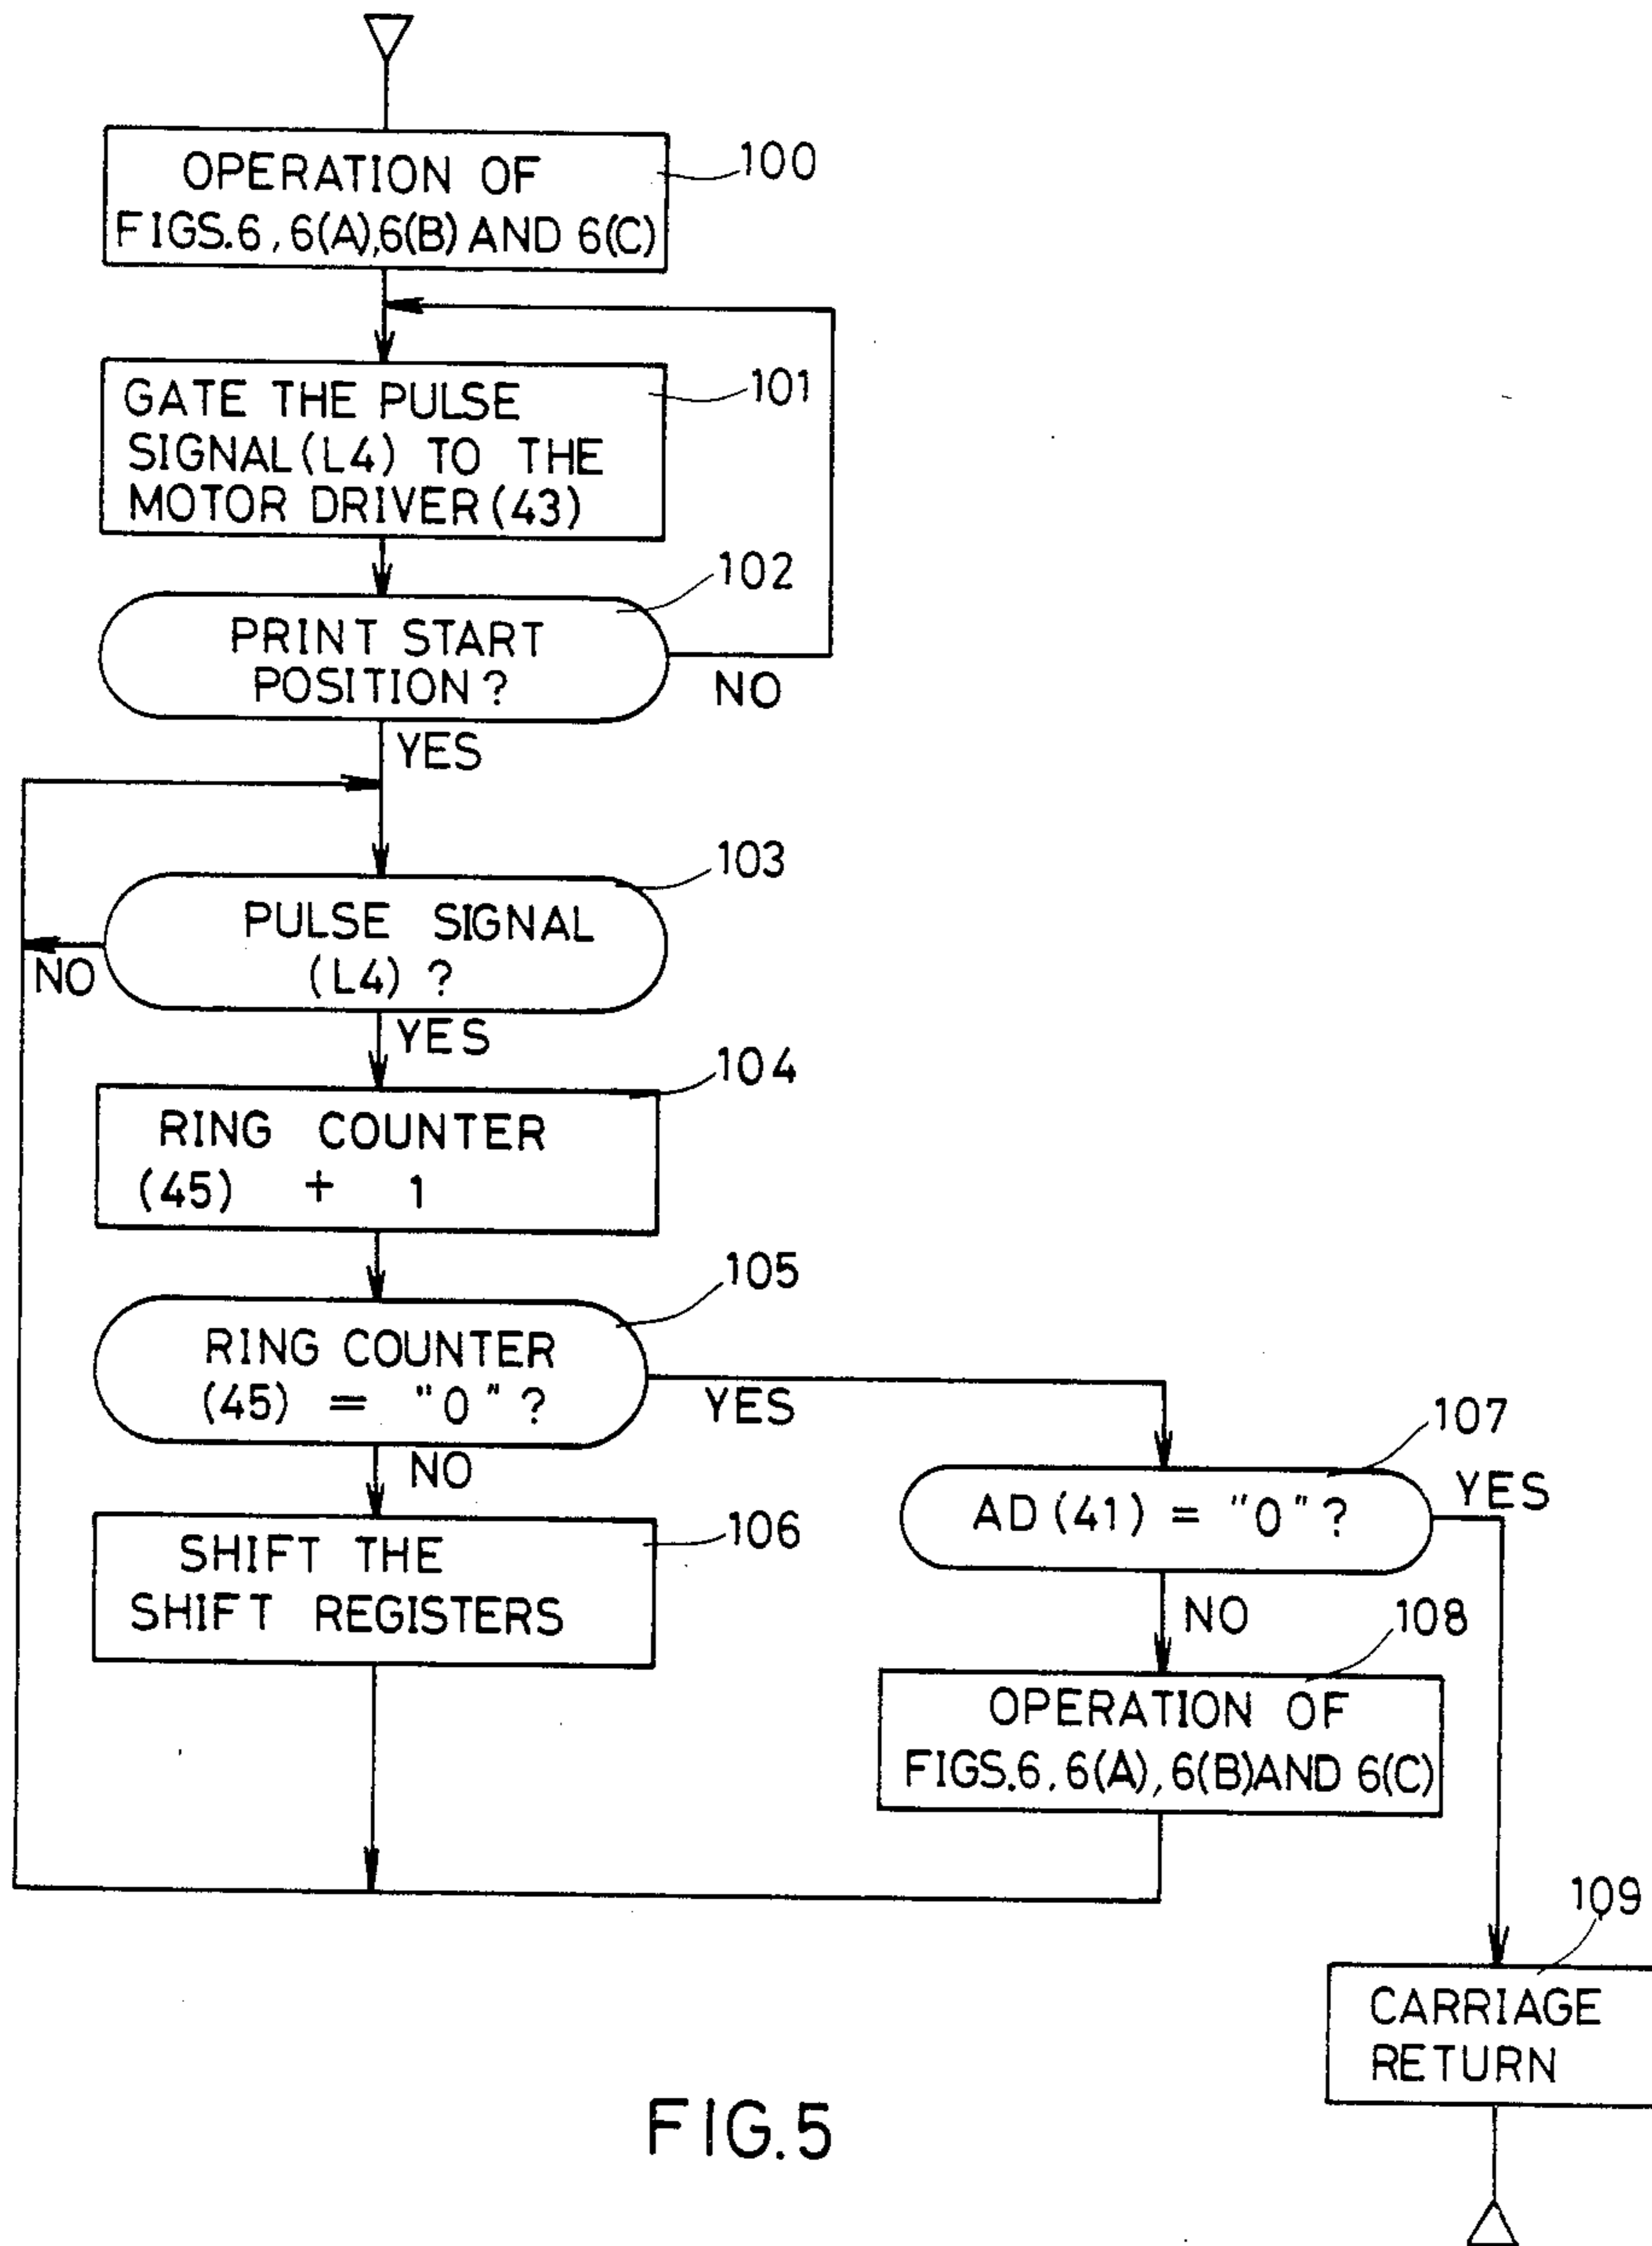 OPERATION OF
FIGS.6, 6(A),6(B) AND 6(C)
100
GATE THE PULSE
SIGNAL(L4) TO THE
MOTOR DRIVER(43)
101
PRINT START
POSITION?
102
NO
YES
PULSE SIGNAL
(L4) ?
103
NO
YES
RING COUNTER
(45) + 1
104
RING COUNTER
(45) = "0"?
105
YES
NO
SHIFT THE
SHIFT REGISTERS
106
AD(41) = "0"?
107
YES
NO
OPERATION OF
FIGS.6, 6(A), 6(B)AND 6(C)
108
CARRIAGE
RETURN
109
FIG.5